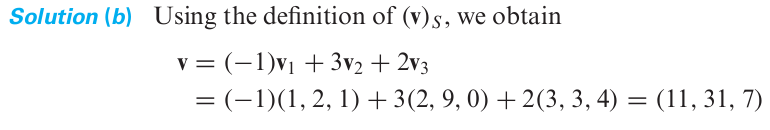 Solution (b) Using the definition of (v)S, we obtain
v = (−1)v1 + 3v2 + 2v3
= (−1)(1, 2, 1) + 3(2, 9, 0) + 2(3, 3, 4) = (11, 31, 7)